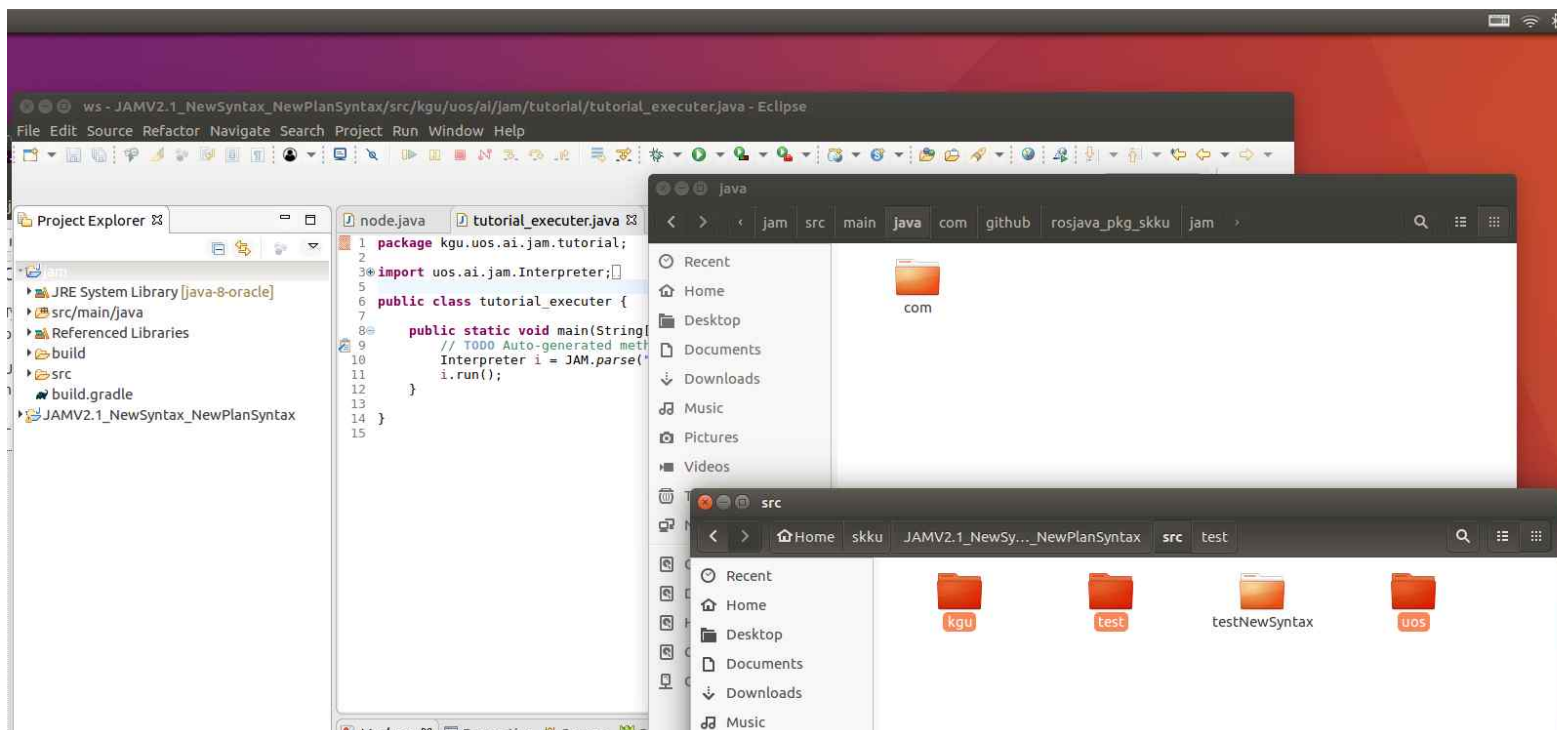 ws - JAMV2.1_NewSyntax_NewPlanSyntax/src/kgu/uos/ai/jam/tutorial/tutorial_executer.java - Eclipse
File Edit Source Refactor Navigate Search Project Run Window Help
Project Explorer
jam
JRE System Library [java-8-oracle]
src/main/java
Referenced Libraries
build
src
build.gradle
JAMV2.1_NewSyntax_NewPlanSyntax
node.java
tutorial_executer.java
1 package kgu.uos.ai.jam.tutorial;
2
3 import uos.ai.jam.Interpreter;
5
6 public class tutorial_executer {
7
8 public static void main(String[
9 // TODO Auto-generated meth
10 Interpreter i = JAM.parse("
11 i.run();
12 }
13
14 }
15
java
jam src main java com github rosjava_pkg_skku jam
Recent
Home
Desktop
Documents
Downloads
Music
Pictures
Videos
com
src
Home skku JAMV2.1_NewSy..._NewPlanSyntax src test
Recent
Home
Desktop
Documents
Downloads
Music
kgu
test
testNewSyntax
uos